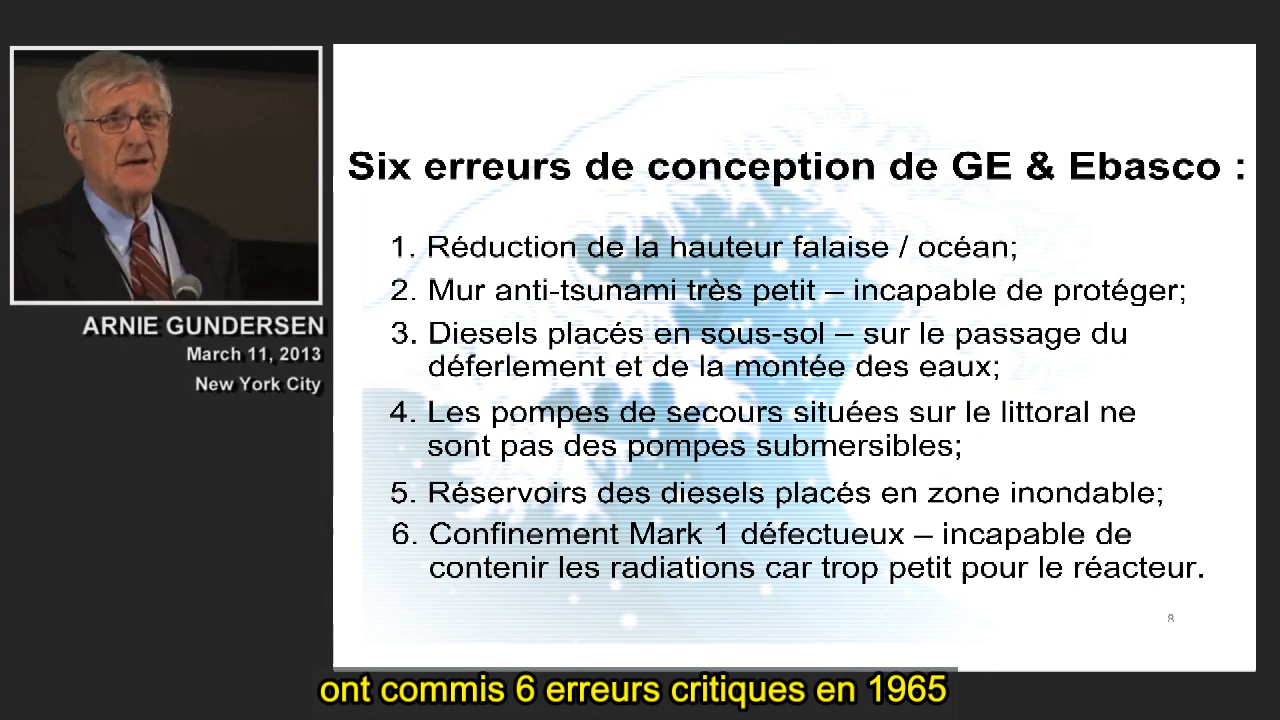 ARNIE GUNDERSEN
March 11, 2013
New York City
Six erreurs de conception de GE & Ebasco :
1. Réduction de la hauteur falaise / océan;
2. Mur anti-tsunami très petit – incapable de protéger;
3. Diesels placés en sous-sol – sur le passage du
déferlement et de la montée des eaux;
4. Les pompes de secours situées sur le littoral ne
sont pas des pompes submersibles;
5. Réservoirs des diesels placés en zone inondable;
6. Confinement Mark 1 défectueux – incapable de
contenir les radiations car trop petit pour le réacteur.
8
ont commis 6 erreurs critiques en 1965